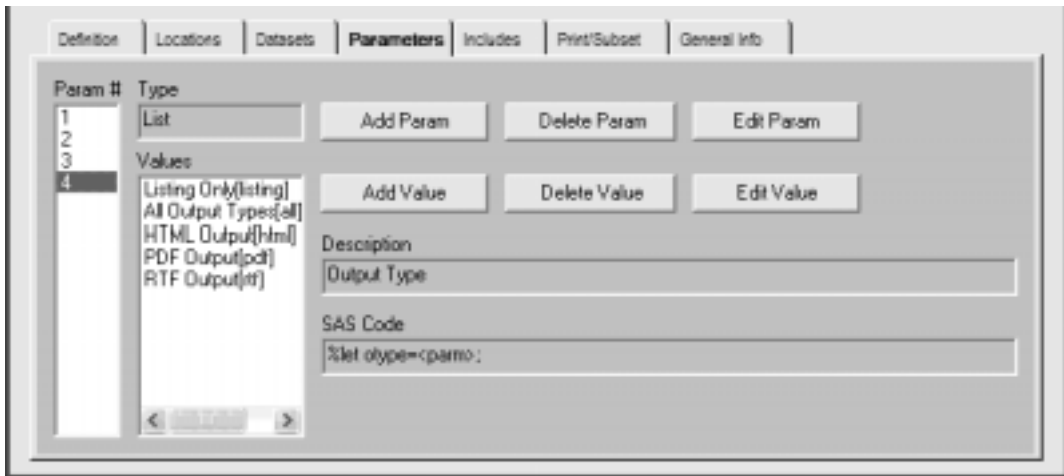 Definition Locations Datasets Parameters Includes Print/Subset General Info
Param # Type
1
2
3
4
List
Add Param Delete Param Edit Param
Values
Listing Only[listing]
All Output Types[all]
HTML Output[html]
PDF Output[pdf]
RTF Output[rtf]
Add Value Delete Value Edit Value
Description
Output Type
SAS Code
%let otype=<parm>;